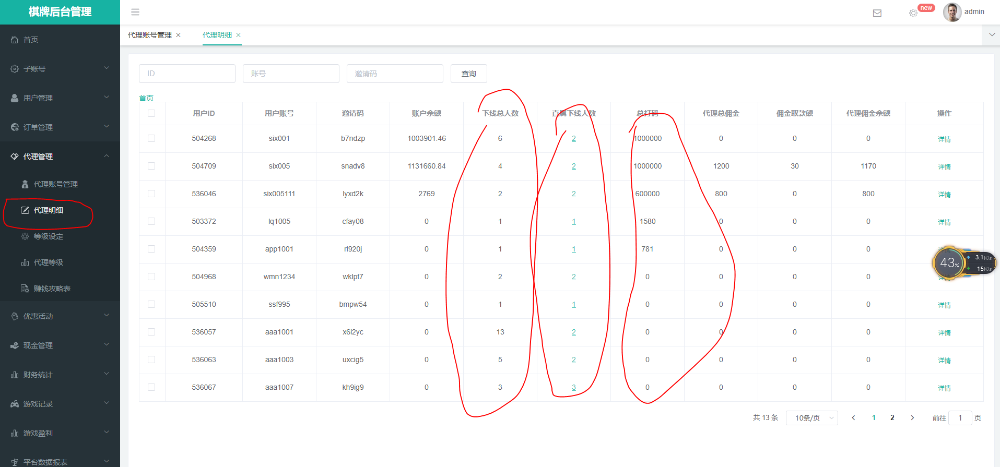 棋牌后台管理
new
admin
首页
子账号
用户管理
订单管理
代理管理
代理账号管理
代理明细
等级设定
代理等级
赚钱攻略表
优惠活动
现金管理
财务统计
游戏记录
游戏盈利
平台数据报表
代理账号管理 × 代理明细 ×
ID 账号 邀请码 查询
首页
用户ID 用户账号 邀请码 账户余额 下线总人数 直属下线人数 总打码 代理总佣金 佣金取款额 代理佣金余额 操作
504268 six001 b7ndzp 1003901.46 6 2 1000000 0 0 0 详情
504709 six005 snadv8 1131660.84 4 2 1000000 1200 30 1170 详情
536046 six005111 lyxd2k 2769 2 2 600000 800 0 800 详情
503372 lq1005 cfay08 0 1 1 1580 0 0 0 详情
504359 app1001 rl920j 0 1 1 781 0 0 0 详情
504968 wmn1234 wklpt7 0 2 2 0 0 0 0 详情
505510 ssf995 bmpw54 0 1 1 0 0 0 0 详情
536057 aaa1001 x6i2yc 0 13 2 0 0 0 0 详情
536063 aaa1003 uxcig5 0 5 2 0 0 0 0 详情
536067 aaa1007 kh9ig9 0 3 3 0 0 0 0 详情
43% 3.1K/s
15K/s
共 13 条 10条/页 1 2 前往 1 页